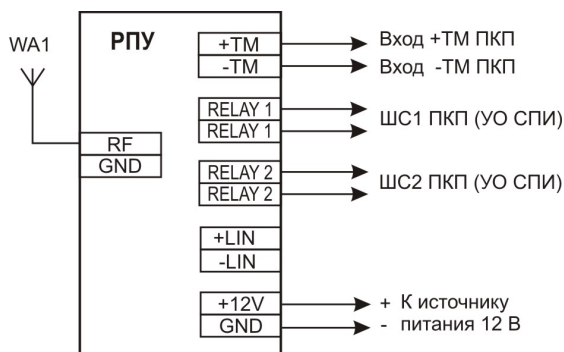 WA1
РПУ
RF
GND
+TM
-TM
Вход +ТМ ПКП
Вход -ТМ ПКП
RELAY 1
RELAY 1
ШС1 ПКП (УО СПИ)
RELAY 2
RELAY 2
ШС2 ПКП (УО СПИ)
+LIN
-LIN
+12V
GND
+ К источнику
- питания 12 В